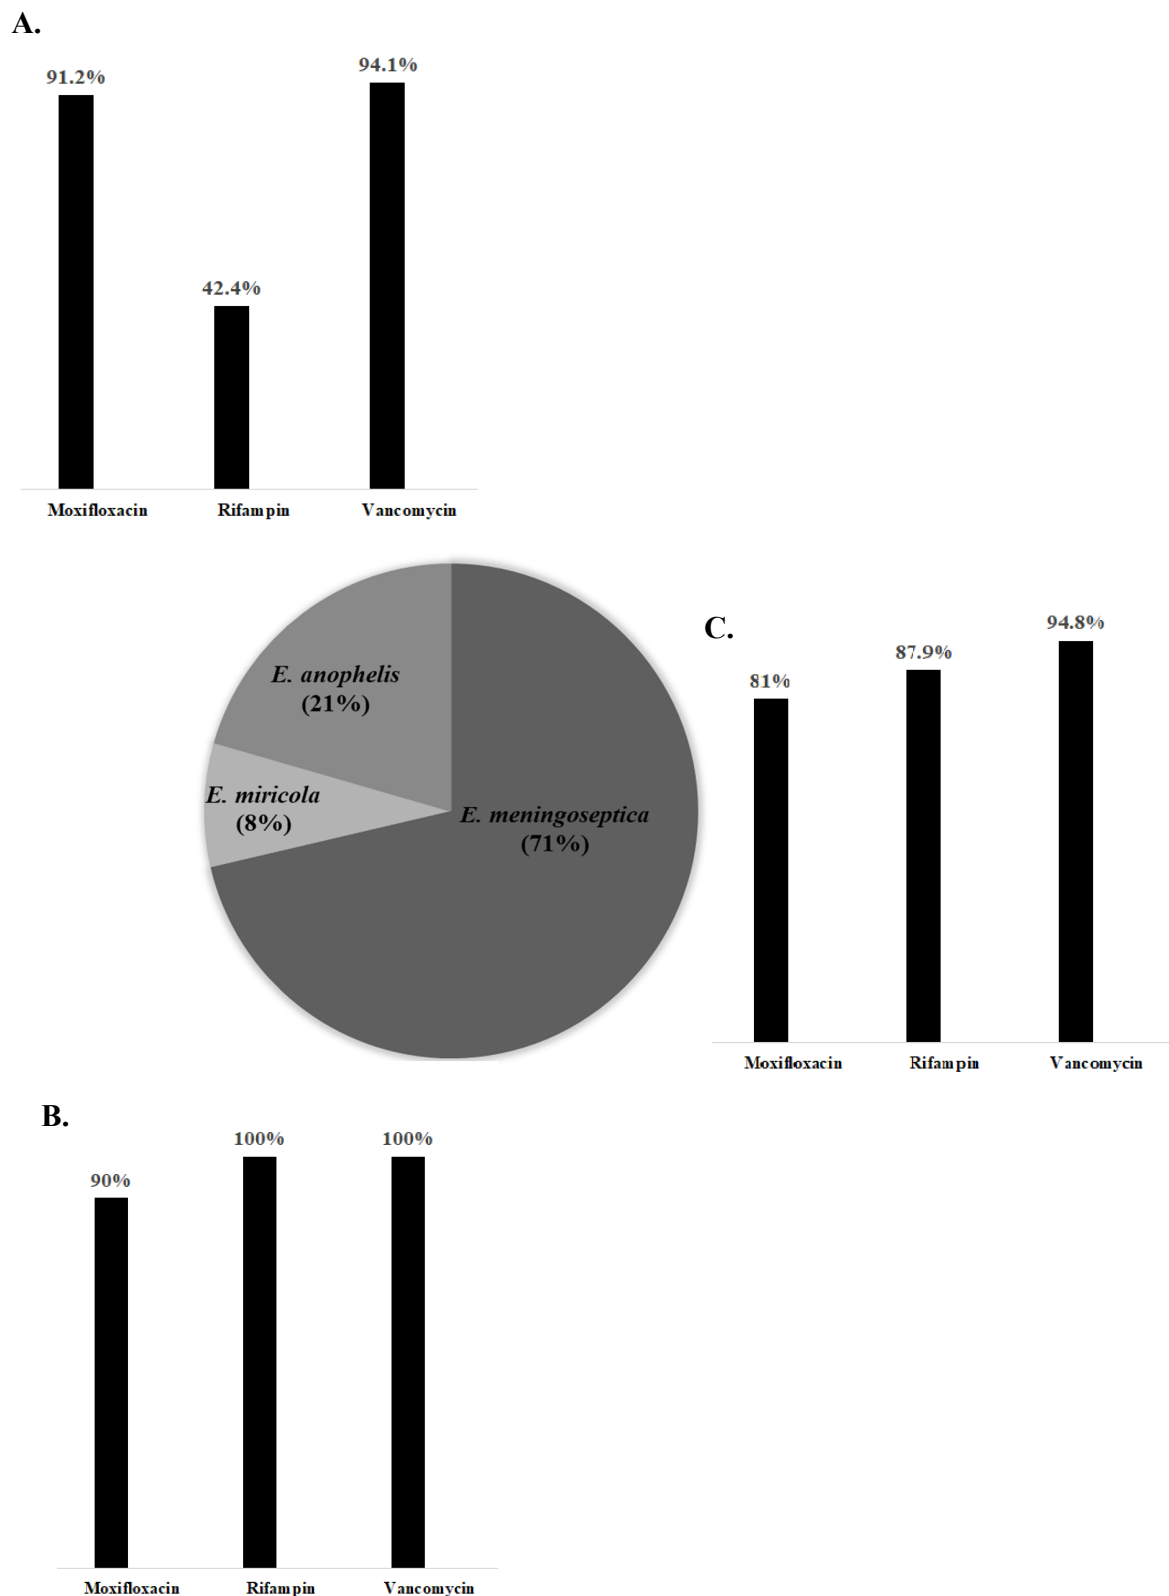 A.
91.2%
42.4%
94.1%
Moxifloxacin Rifampin Vancomycin
E. anophelis
(21%)
E. miricola
(8%)
E. meningoseptica
(71%)
C.
81%
87.9%
94.8%
Moxifloxacin Rifampin Vancomycin
B.
90%
100%
100%
Moxifloxacin Rifampin Vancomycin